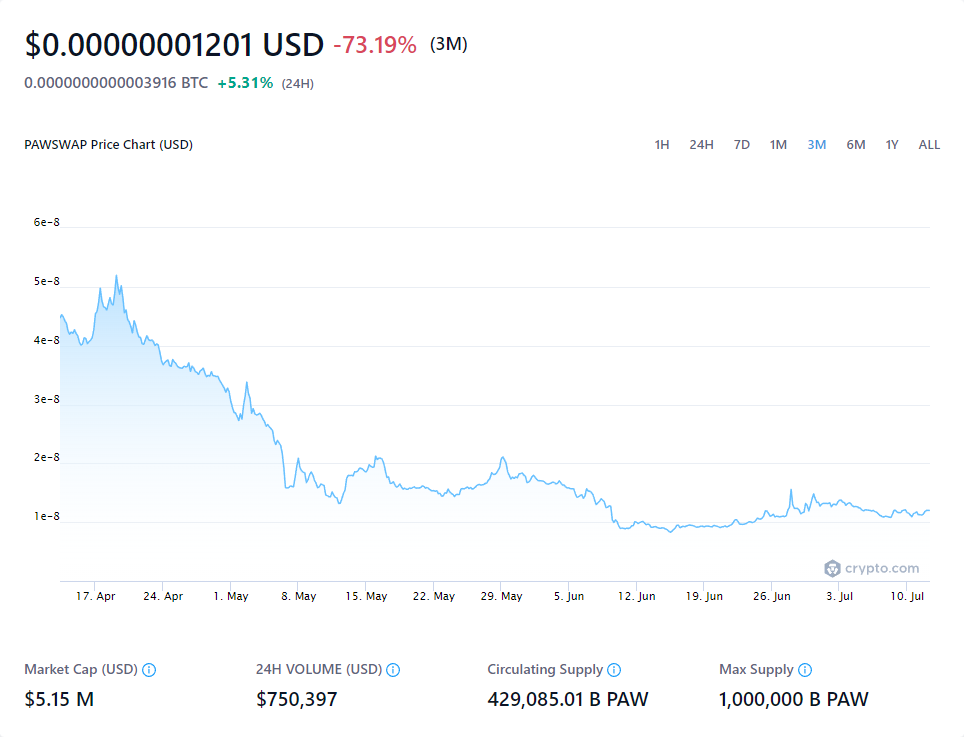 $0.00000001201 USD -73.19% (3M)
0.0000000000003916 BTC +5.31% (24H)
PAWSWAP Price Chart (USD)
1H 24H 7D 1M 3M 6M 1Y ALL
6e-8
5e-8
4e-8
3e-8
2e-8
1e-8
crypto.com
17. Apr 24. Apr 1. May 8. May 15. May 22. May 29. May 5. Jun 12. Jun 19. Jun 26. Jun 3. Jul 10. Jul
Market Cap (USD) 24H VOLUME (USD) Circulating Supply Max Supply
$5.15 M $750,397 429,085.01 B PAW 1,000,000 B PAW